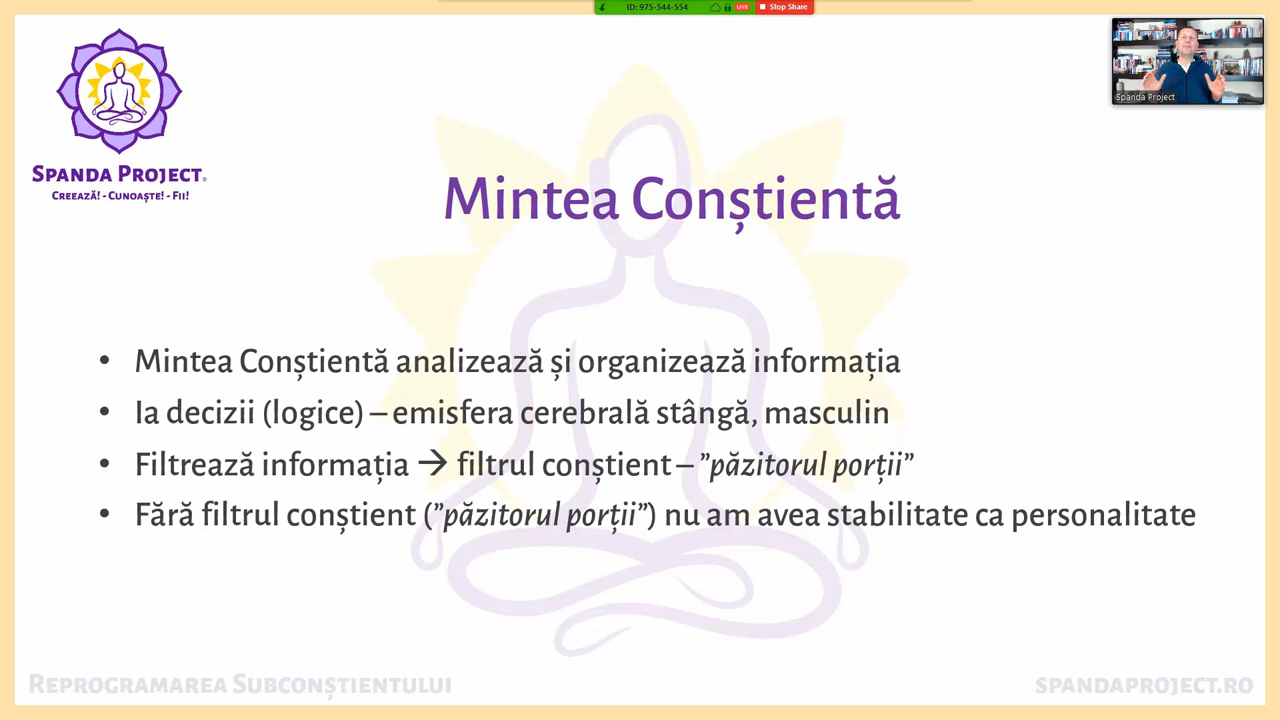 ID: 975-544-554
LIVE
Stop Share
Spanda Project
SPANDA PROJECT®
CREEAZĂ! - CUNOAȘTE! - FII!
Mintea Conștientă
• Mintea Conștientă analizează și organizează informația
• Ia decizii (logice) – emisfera cerebrală stângă, masculin
• Filtrează informația → filtrul conștient – ”păzitorul porții”
• Fără filtrul conștient (”păzitorul porții”) nu am avea stabilitate ca personalitate
REPROGRAMAREA SUBCONȘTIENTULUI
SPANDAPROJECT.RO